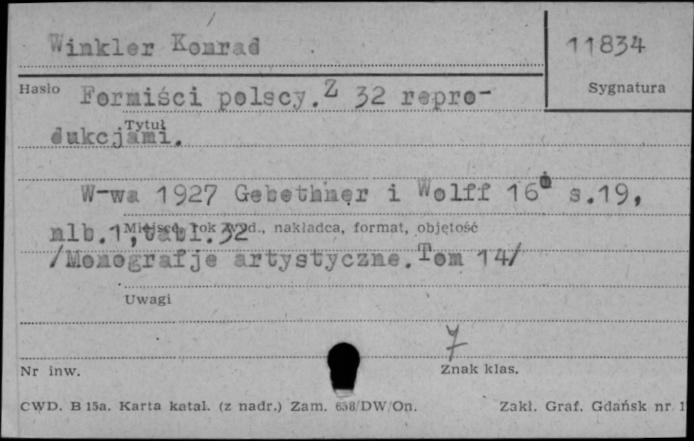 Winkler Konrad
11834
Hasło
Sygnatura
Formiści polscy. Z 32 repro-
Tytuł
dukcjami.
W-wa 1927 Gebethner i Wolff 16° s.19,
Miejsce, rok wyd., nakładca, format, objętość
nlb.1, tabl.32
/Monografje artystyczne. Tom 14/
Uwagi
7
Nr inw.
Znak klas.
CWD. B 15a. Karta katal. (z nadr.) Zam. 658/DW/On.
Zakł. Graf. Gdańsk nr 1